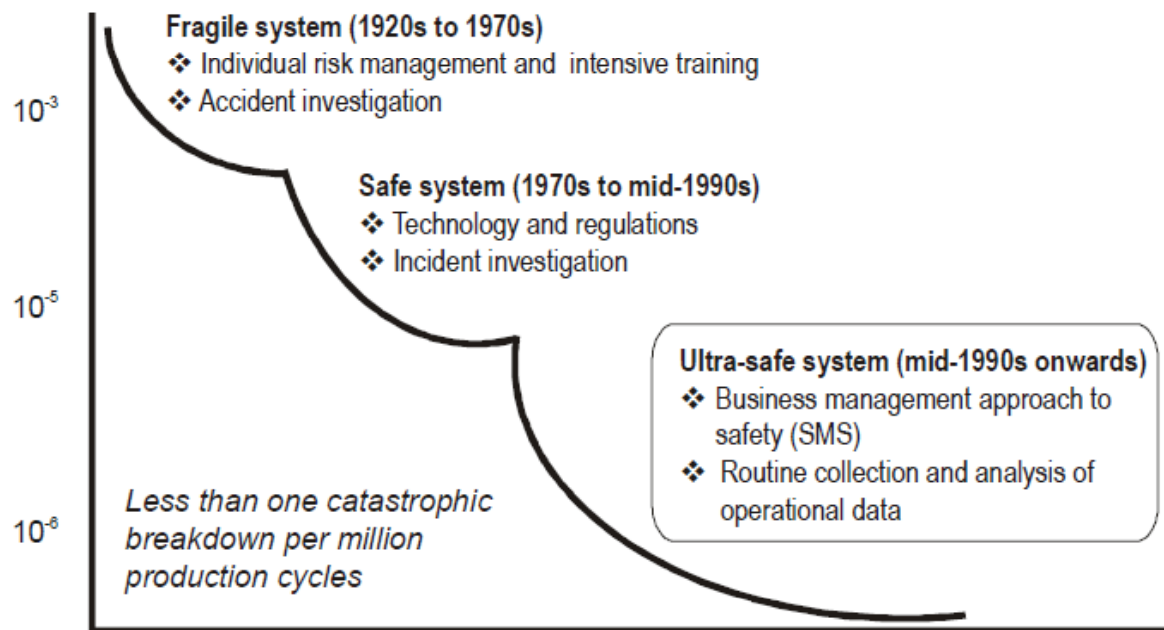 Fragile system (1920s to 1970s)
❖ Individual risk management and intensive training
❖ Accident investigation
10⁻³
Safe system (1970s to mid-1990s)
❖ Technology and regulations
❖ Incident investigation
10⁻⁵
Ultra-safe system (mid-1990s onwards)
❖ Business management approach to
safety (SMS)
❖ Routine collection and analysis of
operational data
Less than one catastrophic
breakdown per million
production cycles
10⁻⁶